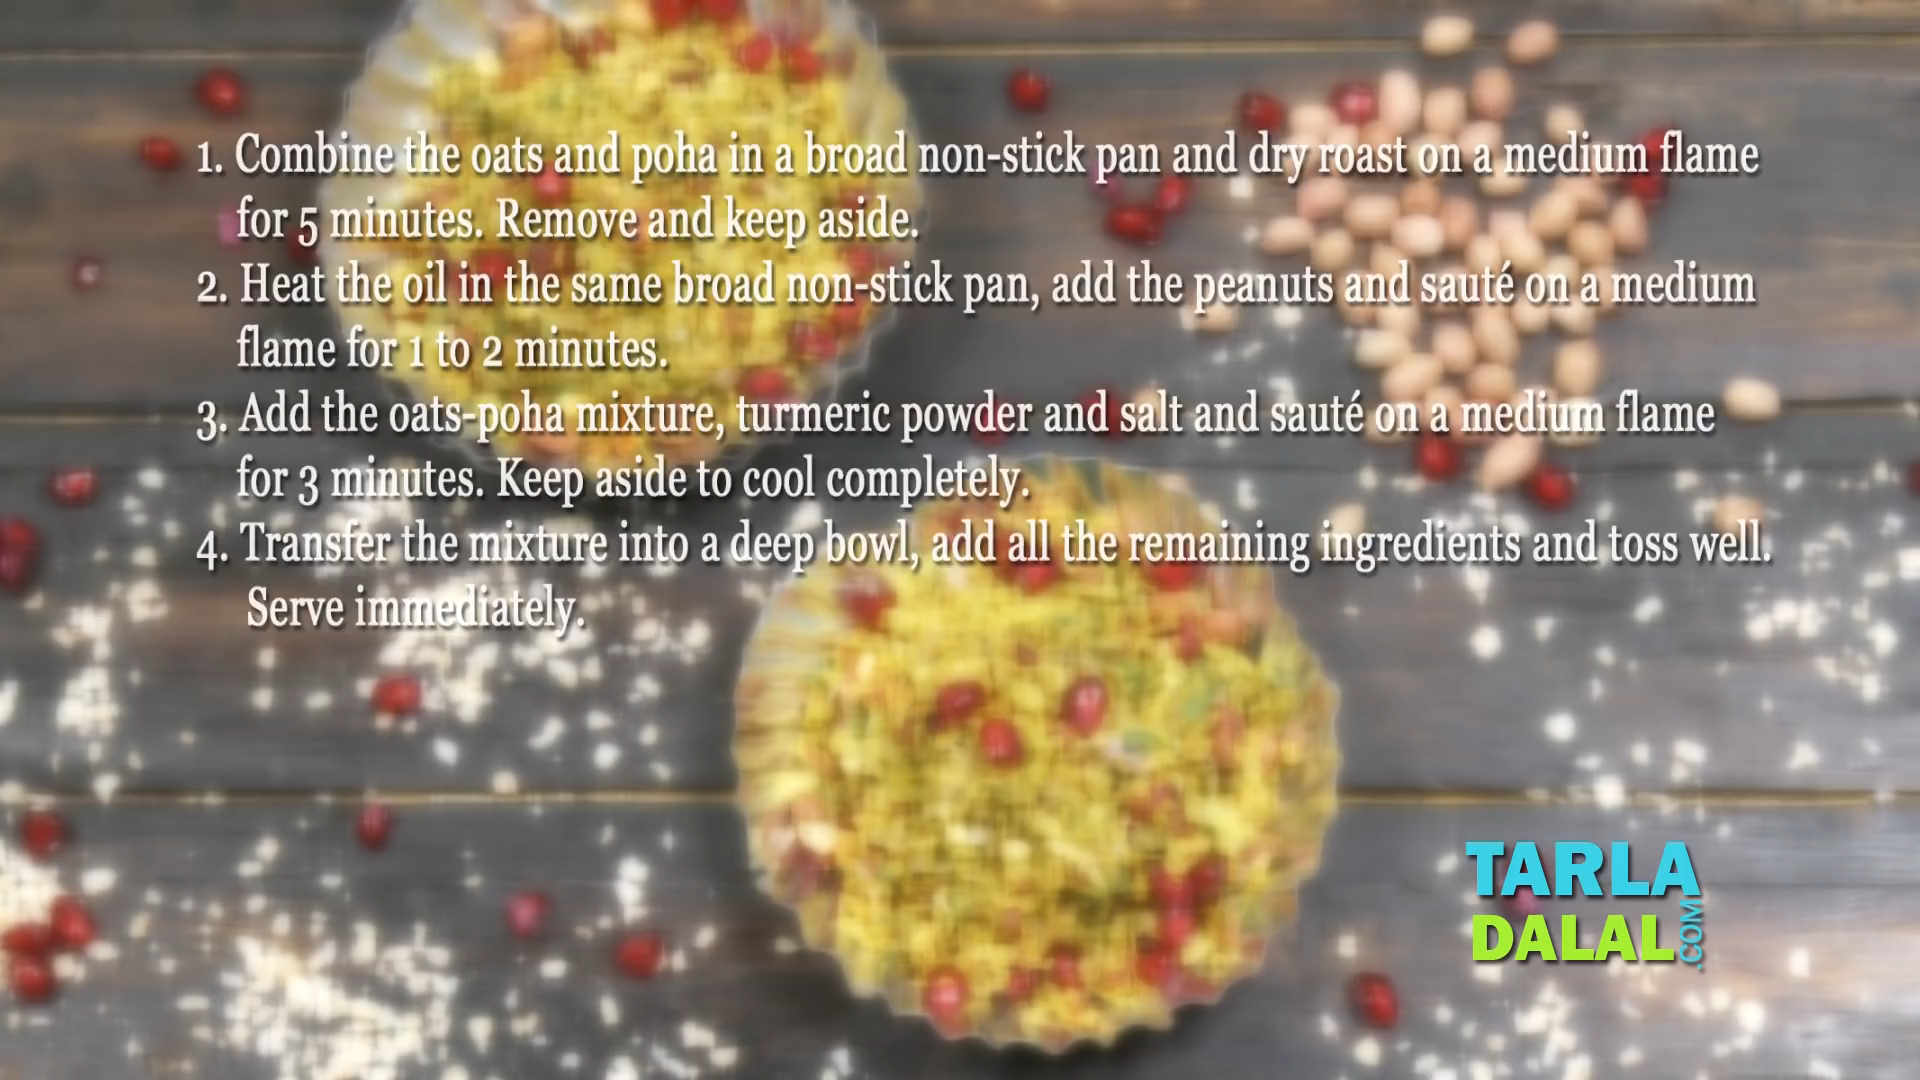 1. Combine the oats and poha in a broad non-stick pan and dry roast on a medium flame
for 5 minutes. Remove and keep aside.
2. Heat the oil in the same broad non-stick pan, add the peanuts and sauté on a medium
flame for 1 to 2 minutes.
3. Add the oats-poha mixture, turmeric powder and salt and sauté on a medium flame
for 3 minutes. Keep aside to cool completely.
4. Transfer the mixture into a deep bowl, add all the remaining ingredients and toss well.
Serve immediately.
TARLA
DALAL
.COM